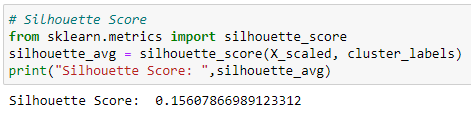 # Silhouette Score
from sklearn.metrics import silhouette_score
silhouette_avg = silhouette_score(X_scaled, cluster_labels)
print("Silhouette Score: ",silhouette_avg)
Silhouette Score:  0.15607866989123312